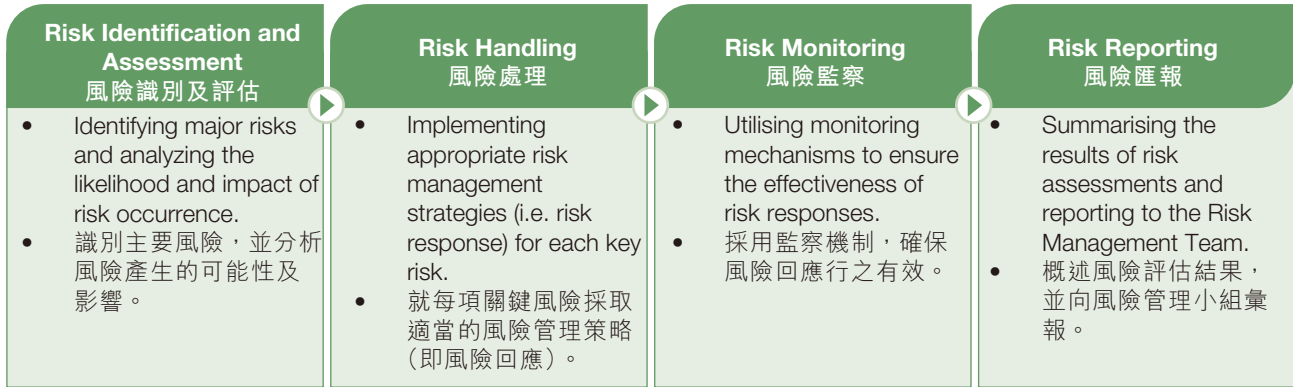 Risk Identification and
Assessment
風險識別及評估
• Identifying major risks
and analyzing the
likelihood and impact of
risk occurrence.
• 識別主要風險，並分析
風險產生的可能性及
影響。
Risk Handling
風險處理
• Implementing
appropriate risk
management
strategies (i.e. risk
response) for each key
risk.
• 就每項關鍵風險採取
適當的風險管理策略
（即風險回應）。
Risk Monitoring
風險監察
• Utilising monitoring
mechanisms to ensure
the effectiveness of
risk responses.
• 採用監察機制，確保
風險回應行之有效。
Risk Reporting
風險匯報
• Summarising the
results of risk
assessments and
reporting to the Risk
Management Team.
• 概述風險評估結果，
並向風險管理小組彙
報。